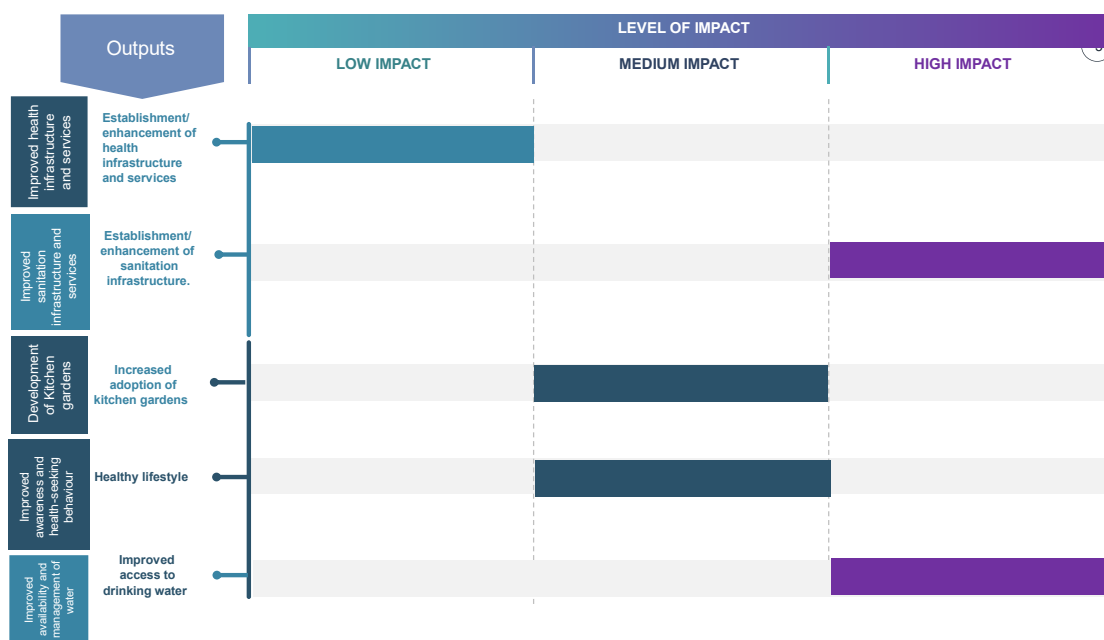 Outputs
LEVEL OF IMPACT
LOW IMPACT
MEDIUM IMPACT
HIGH IMPACT
Improved health
infrastructure
and services
Establishment/
enhancement of
health
infrastructure
and services
Improved
sanitation
infrastructure and
services
Establishment/
enhancement of
sanitation
infrastructure.
Development
of Kitchen
gardens
Increased
adoption of
kitchen gardens
Improved
awareness and
health-seeking
behaviour
Healthy lifestyle
Improved
availability and
management of
water
Improved
access to
drinking water